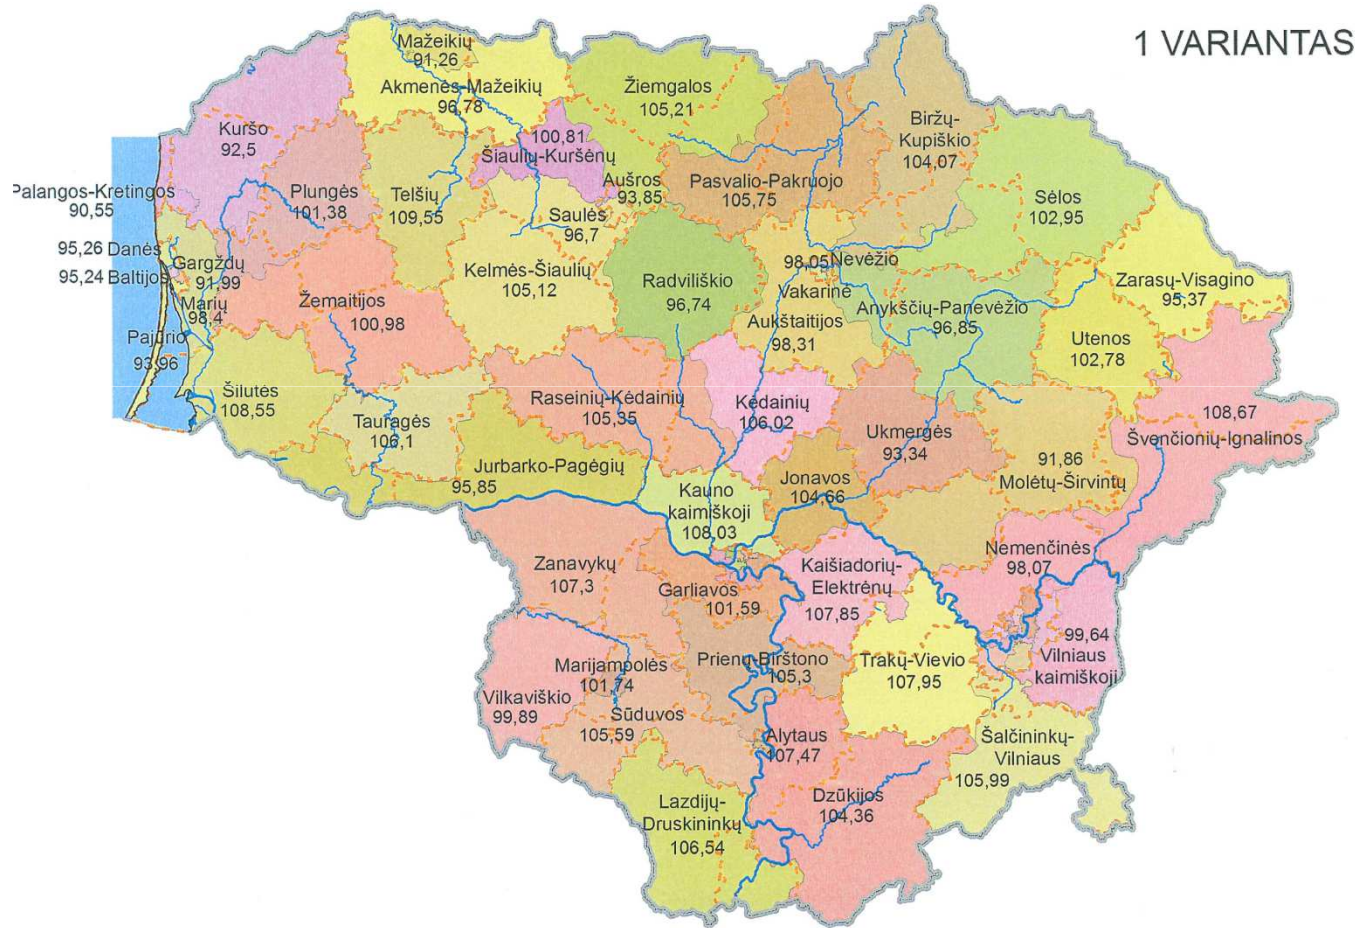 1 VARIANTAS
Mažeikių
91,26
Akmenės-Mažeikių
96,78
Žiemgalos
105,21
Kuršo
92,5
100,81
Šiaulių-Kuršėnų
Biržų-
Kupiškio
104,07
Palangos-Kretingos
90,55
Plungės
101,38
Telšių
109,55
Aušros
93,85
Pasvalio-Pakruojo
105,75
Sėlos
102,95
Saulės
96,7
95,26 Danės
95,24 Baltijos
Gargždų
91,99
Marių
98,4
Kelmės-Šiaulių
105,12
Radviliškio
96,74
98,05 Nevėžio
Vakarinė
Zarasų-Visagino
95,37
Žemaitijos
100,98
Aukštaitijos
98,31
Anykščių-Panevėžio
96,85
Pajūrio
93,96
Utenos
102,78
Šilutės
108,55
Raseinių-Kėdainių
105,35
Kėdainių
106,02
108,67
Švenčionių-Ignalinos
Tauragės
106,1
Ukmergės
93,34
Jurbarko-Pagėgių
95,85
91,86
Molėtų-Širvintų
Kauno
kaimiškoji
108,03
Jonavos
104,66
Nemenčinės
98,07
Zanavykų
107,3
Garliavos
101,59
Kaišiadorių-
Elektrėnų
107,85
99,64
Vilniaus
kaimiškoji
Marijampolės
101,74
Prienų-Birštono
105,3
Trakų-Vievio
107,95
Vilkaviškio
99,89
Sūduvos
105,59
Alytaus
107,47
Šalčininkų-
Vilniaus
105,99
Lazdijų-
Druskininkų
106,54
Dzūkijos
104,36